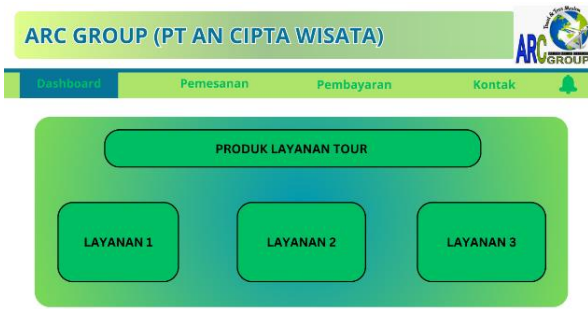 ARC GROUP (PT AN CIPTA WISATA)
ARC
GROUP
Dashboard Pemesanan Pembayaran Kontak
PRODUK LAYANAN TOUR
LAYANAN 1 LAYANAN 2 LAYANAN 3